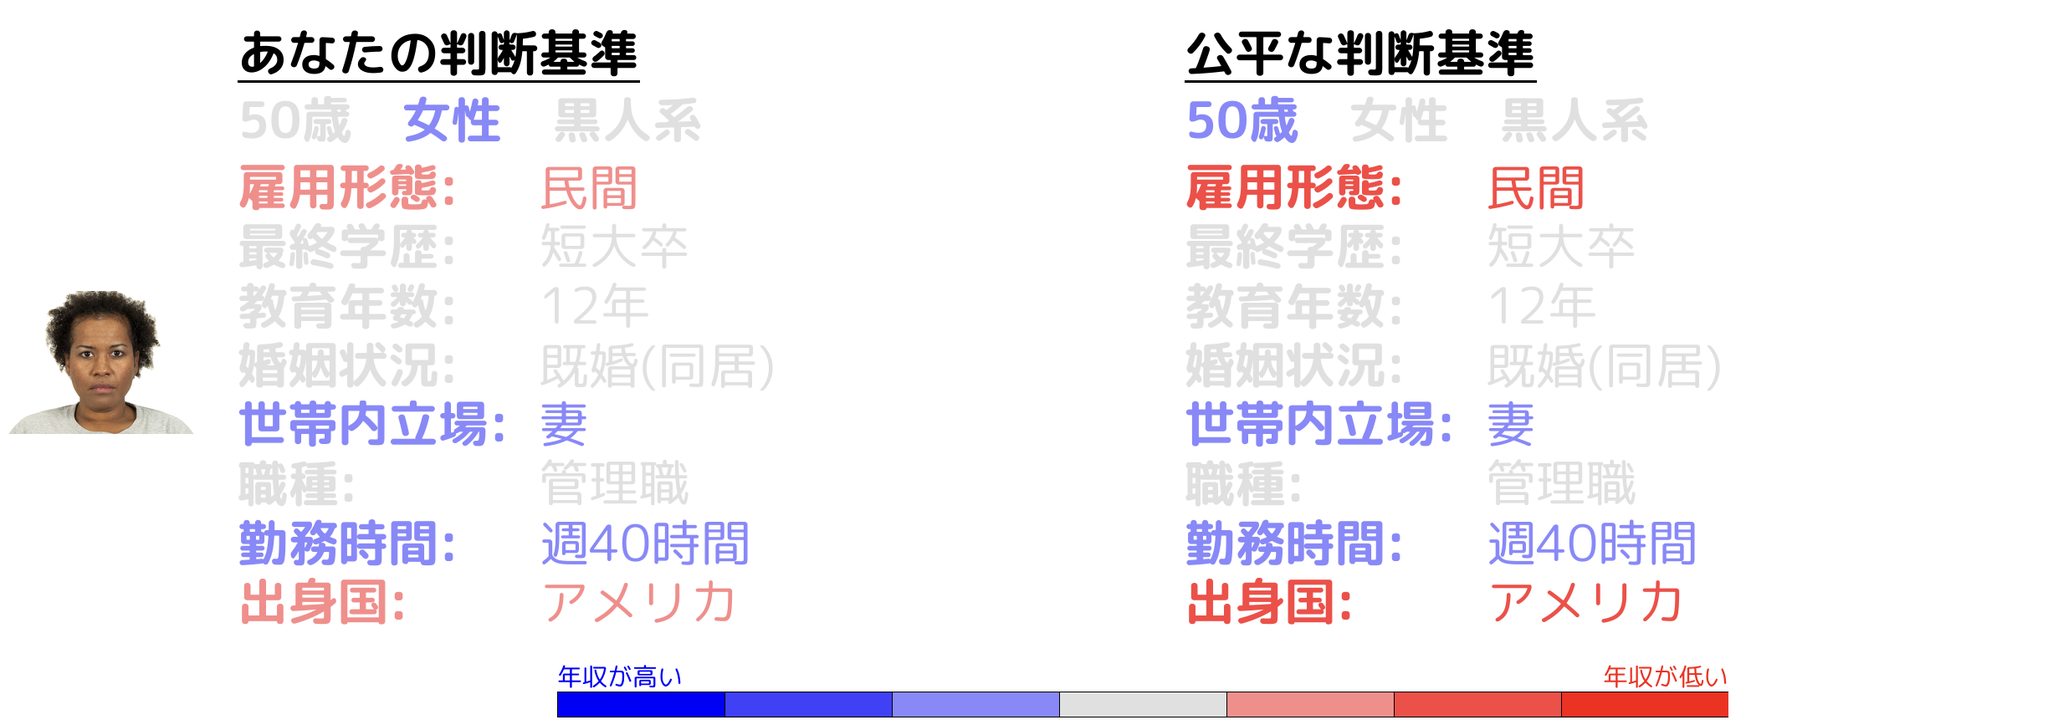 あなたの判断基準
50歳 女性 黒人系
雇用形態: 民間
最終学歴: 短大卒
教育年数: 12年
婚姻状況: 既婚(同居)
世帯内立場: 妻
職種: 管理職
勤務時間: 週40時間
出身国: アメリカ
公平な判断基準
50歳 女性 黒人系
雇用形態: 民間
最終学歴: 短大卒
教育年数: 12年
婚姻状況: 既婚(同居)
世帯内立場: 妻
職種: 管理職
勤務時間: 週40時間
出身国: アメリカ
年収が高い
年収が低い